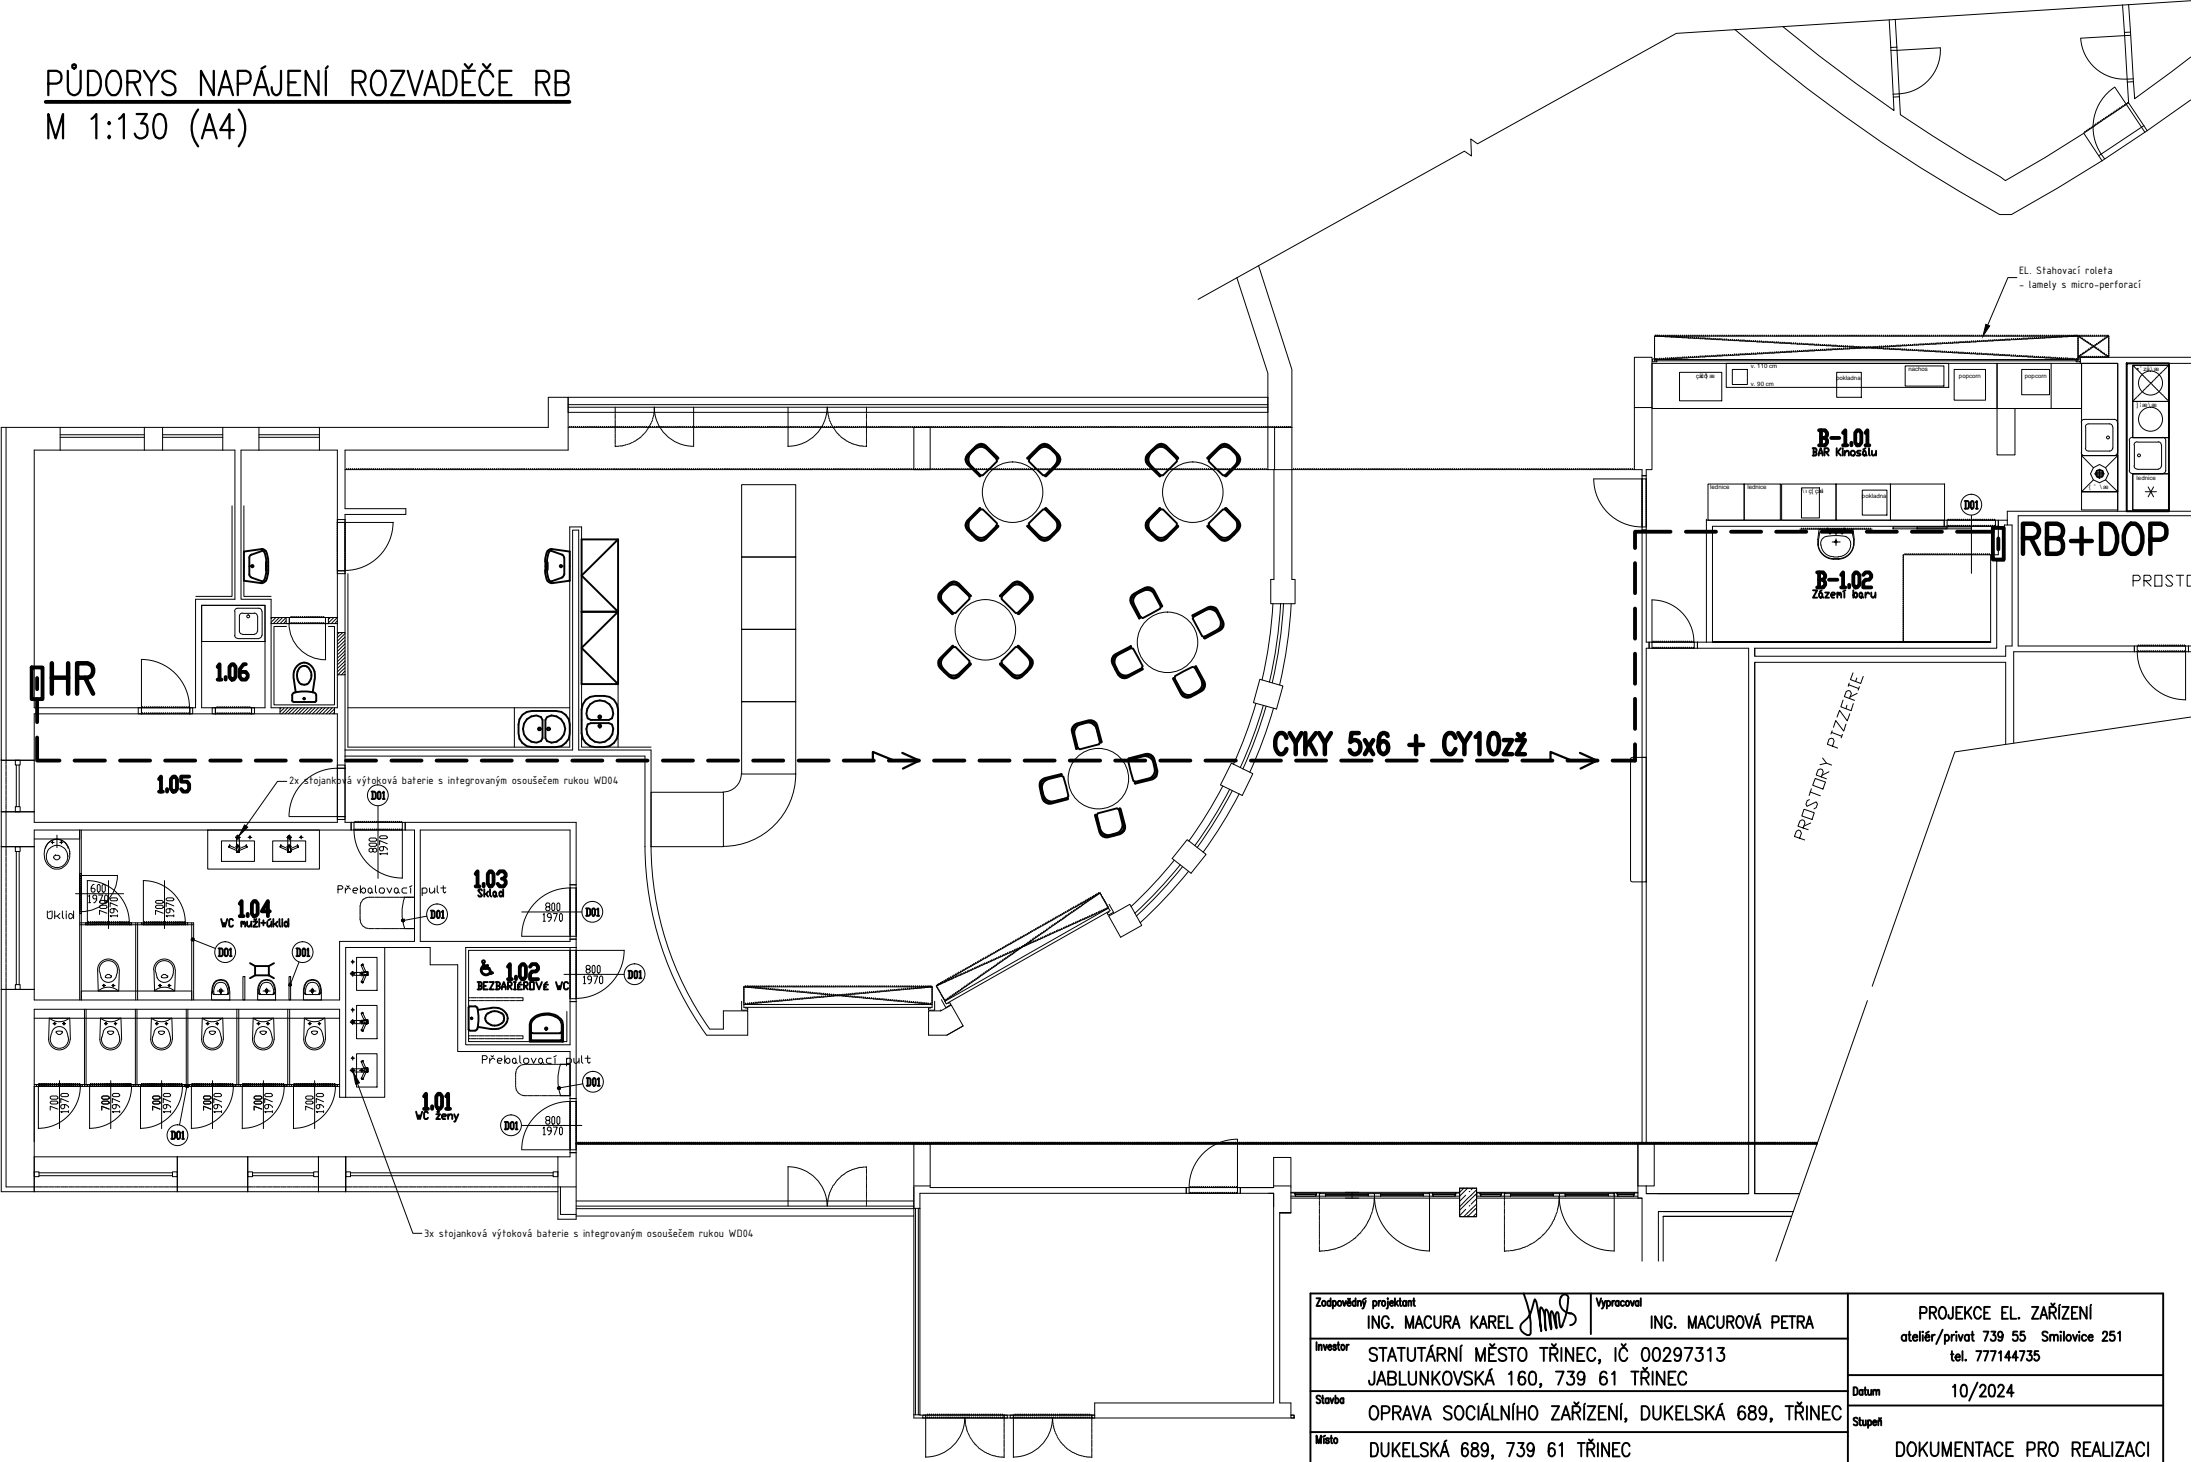 PŮDORYS NAPÁJENÍ ROZVADĚČE RB
M 1:130 (A4)
EL. Stahovací roleta
- lamely s micro-perforací
v. 110 cm
v. 90 cm
pokladna
nachos
popcorn
popcorn
B-1.01
BAR Kinosálu
lednice
lednice
pokladna
lednice
D01
RB+DOP
PROSTO
B-1.02
Zázemí baru
HR
1.06
CYKY 5x6 + CY10zž
PROSTORY PIZZERIE
1.05
2x stojanková výtoková baterie s integrovaným osoušečem rukou WD04
D01
800
1970
1.03
Sklad
800
1970
D01
Přebalovací pult
D01
600
1970
700
1970
700
1970
Úklid
1.04
WC muži+úklid
D01
D01
1.02
BEZBARIÉROVÉ WC
800
1970
D01
Přebalovací pult
D01
700
1970
700
1970
700
1970
700
1970
700
1970
700
1970
D01
1.01
WC ženy
D01
800
1970
3x stojanková výtoková baterie s integrovaným osoušečem rukou WD04
Zodpovědný projektant
ING. MACURA KAREL
Vypracoval
ING. MACUROVÁ PETRA
PROJEKCE EL. ZAŘÍZENÍ
ateliér/privat 739 55 Smilovice 251
tel. 777144735
Investor
STATUTÁRNÍ MĚSTO TŘINEC, IČ 00297313
JABLUNKOVSKÁ 160, 739 61 TŘINEC
Datum
10/2024
Stavba
OPRAVA SOCIÁLNÍHO ZAŘÍZENÍ, DUKELSKÁ 689, TŘINEC
Stupeň
DOKUMENTACE PRO REALIZACI
Místo
DUKELSKÁ 689, 739 61 TŘINEC